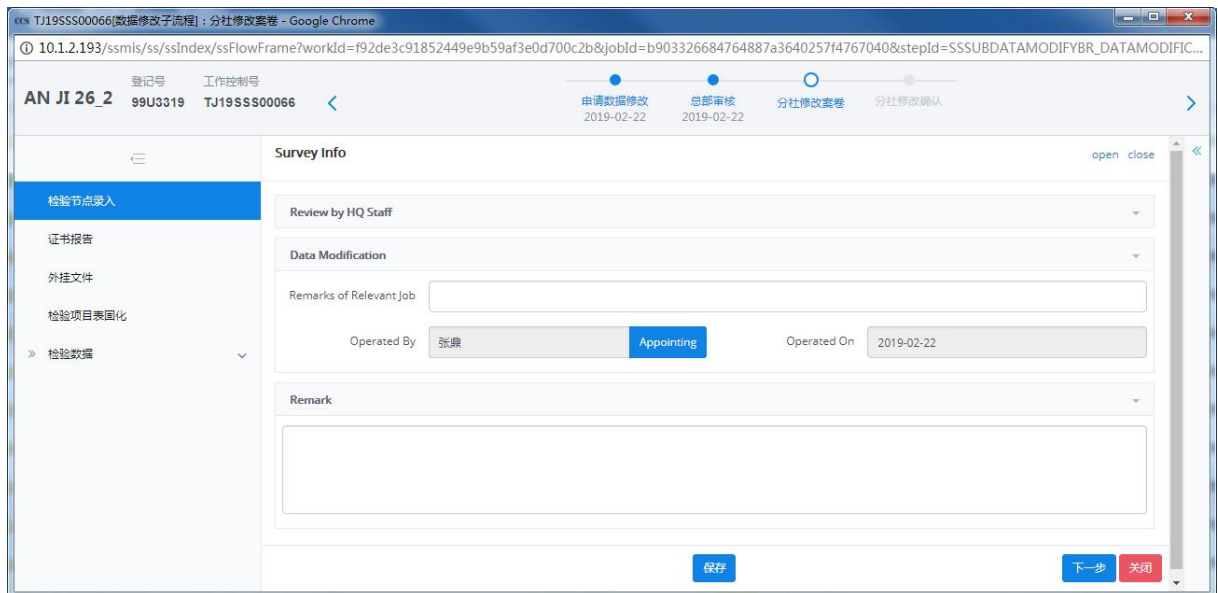 CCS TJ19SSS00066[数据修改子流程] : 分社修改案卷 - Google Chrome
10.1.2.193/ssmis/ss/ssIndex/ssFlowFrame?workId=f92de3c91852449e9b59af3e0d700c2b&jobId=b903326684764887a3640257f4767040&stepId=SSSUBDATAMODIFYBR_DATAMODIFIC...
AN JI 26_2
登记号 工作控制号
99U3319 TJ19SSS00066
申请数据修改 总部审核 分社修改案卷 分社修改确认
2019-02-22 2019-02-22
Survey Info
open close
检验节点录入
证书报告
外挂文件
检验项目表固化
检验数据
Review by HQ Staff
Data Modification
Remarks of Relevant Job
Operated By 张鼎 Appointing Operated On 2019-02-22
Remark
保存 下一步 关闭